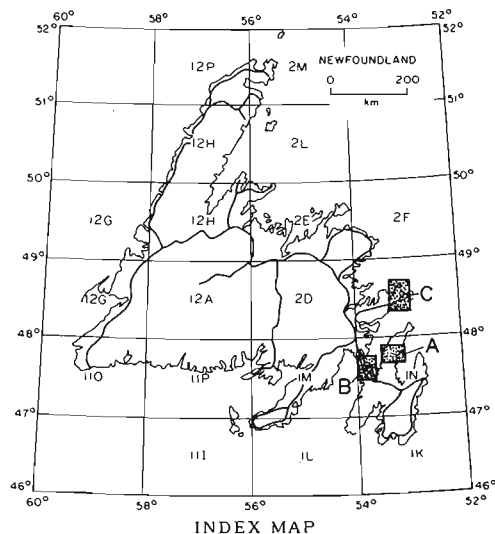 60° 58° 56° 54° 52°
52° 52°
12P 2M NEWFOUNDLAND
0 200
km
51° 51°
12H 2L
50° 50°
12G 12H 2E 2F
49° 49°
12G 12A 2D C
48° 48°
A
11O 11P 1M B 1N
47° 47°
11I 1L 1K
46° 46°
60° 58° 56° 54° 52°
INDEX MAP